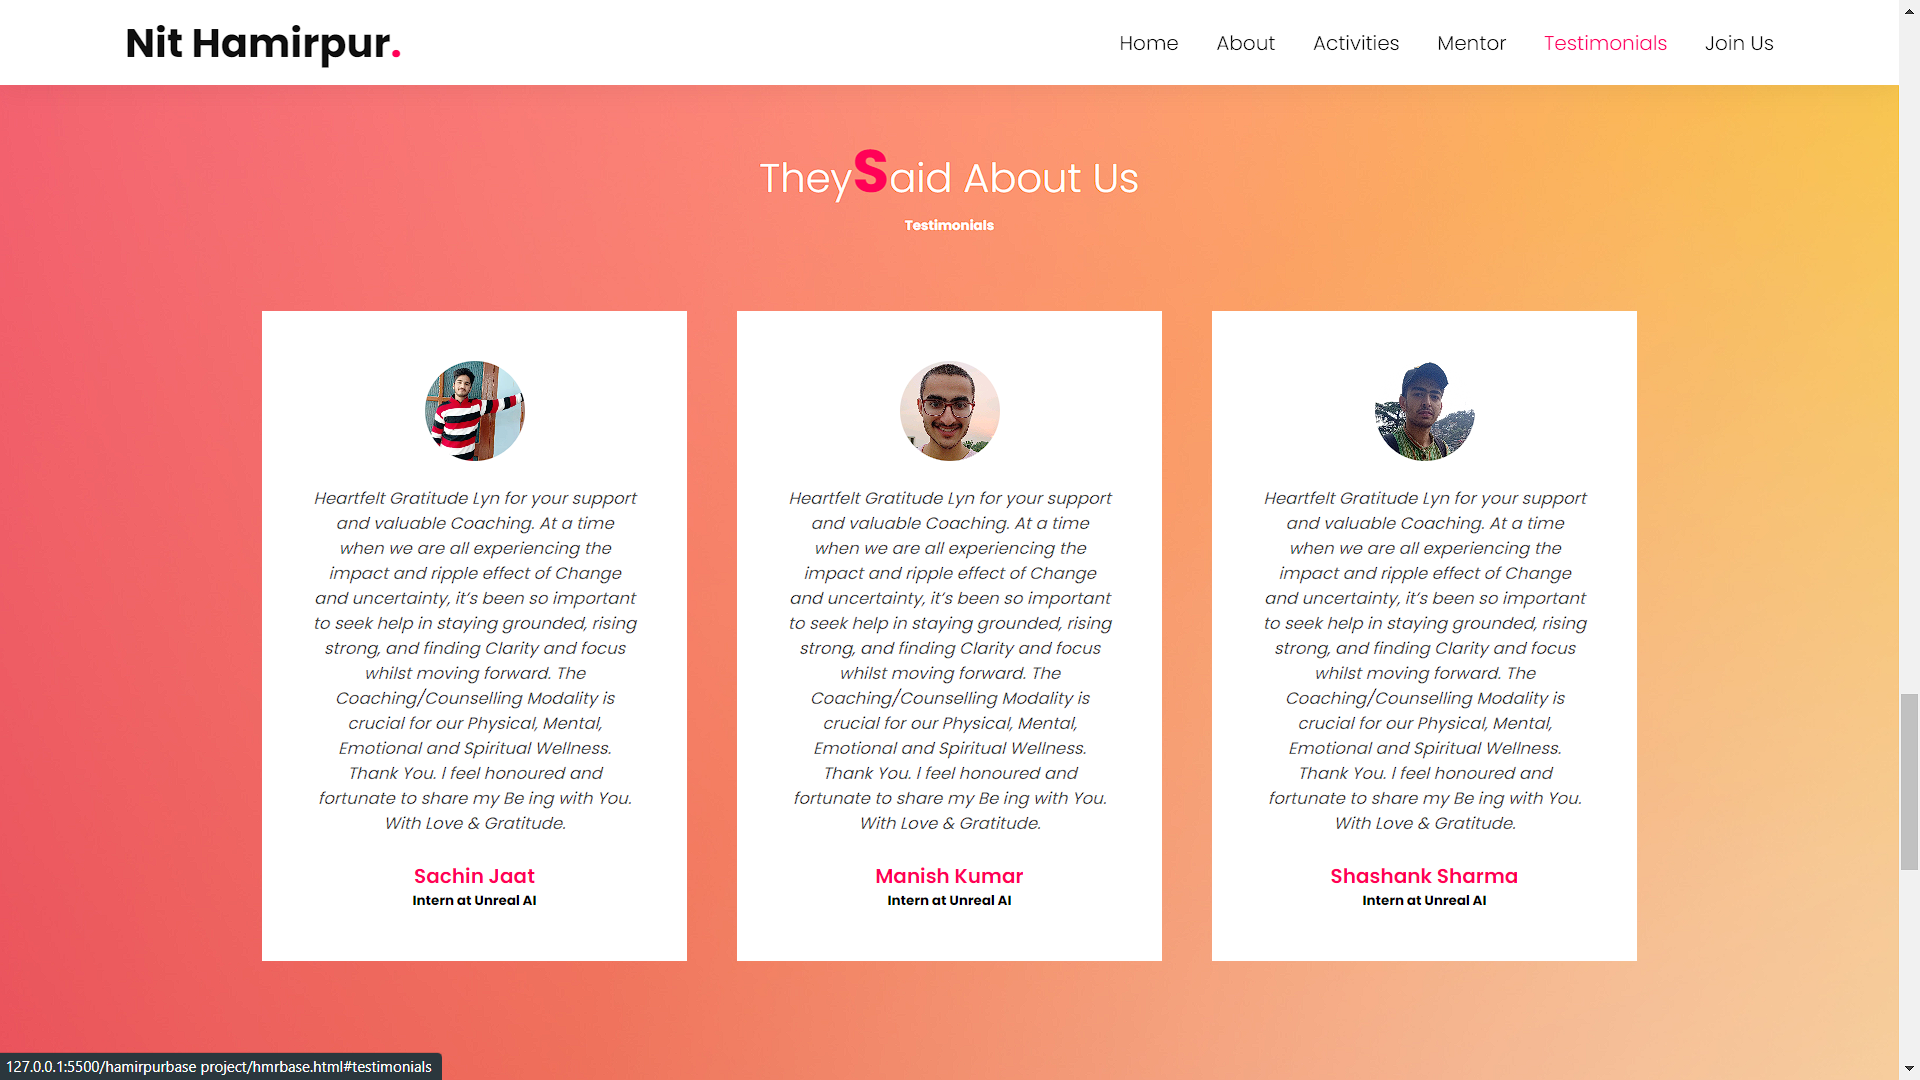 Nit Hamirpur.
Home About Activities Mentor Testimonials Join Us
TheySaid About Us
Testimonials
Heartfelt Gratitude Lyn for your support
and valuable Coaching. At a time
when we are all experiencing the
impact and ripple effect of Change
and uncertainty, it’s been so important
to seek help in staying grounded, rising
strong, and finding Clarity and focus
whilst moving forward. The
Coaching/Counselling Modality is
crucial for our Physical, Mental,
Emotional and Spiritual Wellness.
Thank You. I feel honoured and
fortunate to share my Be ing with You.
With Love & Gratitude.
Sachin Jaat
Intern at Unreal AI
Heartfelt Gratitude Lyn for your support
and valuable Coaching. At a time
when we are all experiencing the
impact and ripple effect of Change
and uncertainty, it’s been so important
to seek help in staying grounded, rising
strong, and finding Clarity and focus
whilst moving forward. The
Coaching/Counselling Modality is
crucial for our Physical, Mental,
Emotional and Spiritual Wellness.
Thank You. I feel honoured and
fortunate to share my Be ing with You.
With Love & Gratitude.
Manish Kumar
Intern at Unreal AI
Heartfelt Gratitude Lyn for your support
and valuable Coaching. At a time
when we are all experiencing the
impact and ripple effect of Change
and uncertainty, it’s been so important
to seek help in staying grounded, rising
strong, and finding Clarity and focus
whilst moving forward. The
Coaching/Counselling Modality is
crucial for our Physical, Mental,
Emotional and Spiritual Wellness.
Thank You. I feel honoured and
fortunate to share my Be ing with You.
With Love & Gratitude.
Shashank Sharma
Intern at Unreal AI
127.0.0.1:5500/hamirpurbase project/hmrbase.html#testimonials